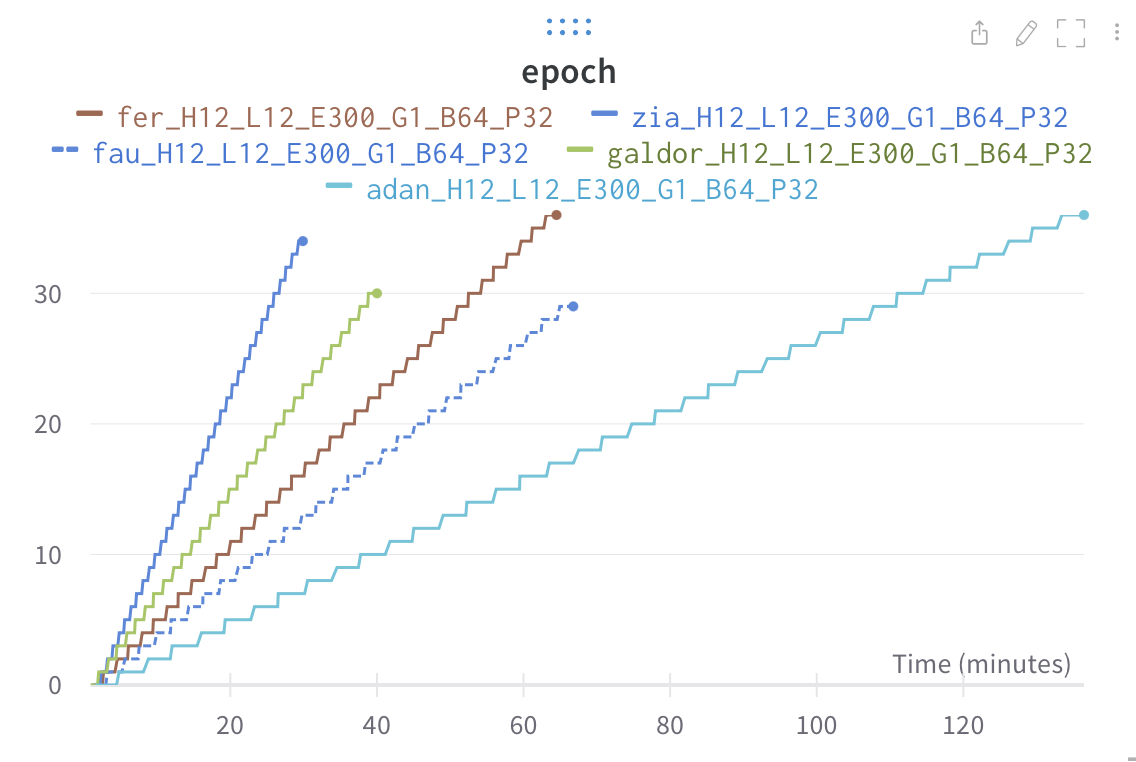 epoch
fer_H12_L12_E300_G1_B64_P32 zia_H12_L12_E300_G1_B64_P32
fau_H12_L12_E300_G1_B64_P32 galdor_H12_L12_E300_G1_B64_P32
adan_H12_L12_E300_G1_B64_P32
30
20
10
Time (minutes)
0
20 40 60 80 100 120